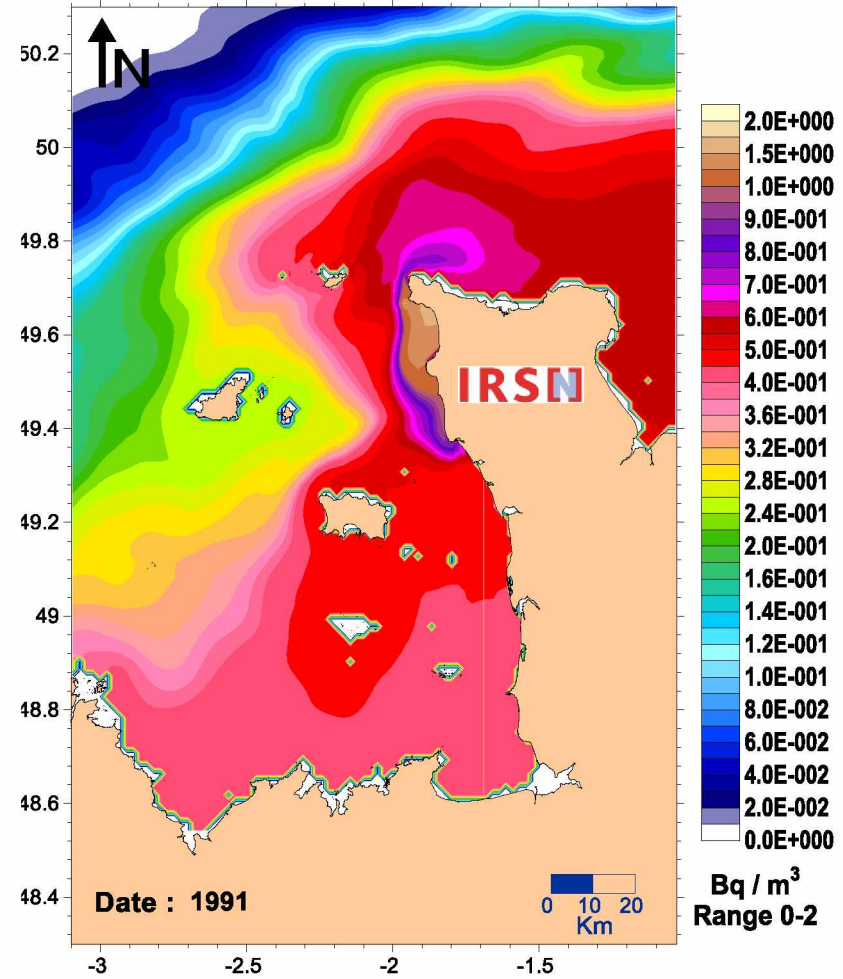 N
50.2
50
49.8
49.6
49.4
49.2
49
48.8
48.6
48.4
-3
-2.5
-2
-1.5
IRSN
Date : 1991
0 10 20
Km
2.0E+000
1.5E+000
1.0E+000
9.0E-001
8.0E-001
7.0E-001
6.0E-001
5.0E-001
4.0E-001
3.6E-001
3.2E-001
2.8E-001
2.4E-001
2.0E-001
1.6E-001
1.4E-001
1.2E-001
1.0E-001
8.0E-002
6.0E-002
4.0E-002
2.0E-002
0.0E+000
Bq / m³
Range 0-2